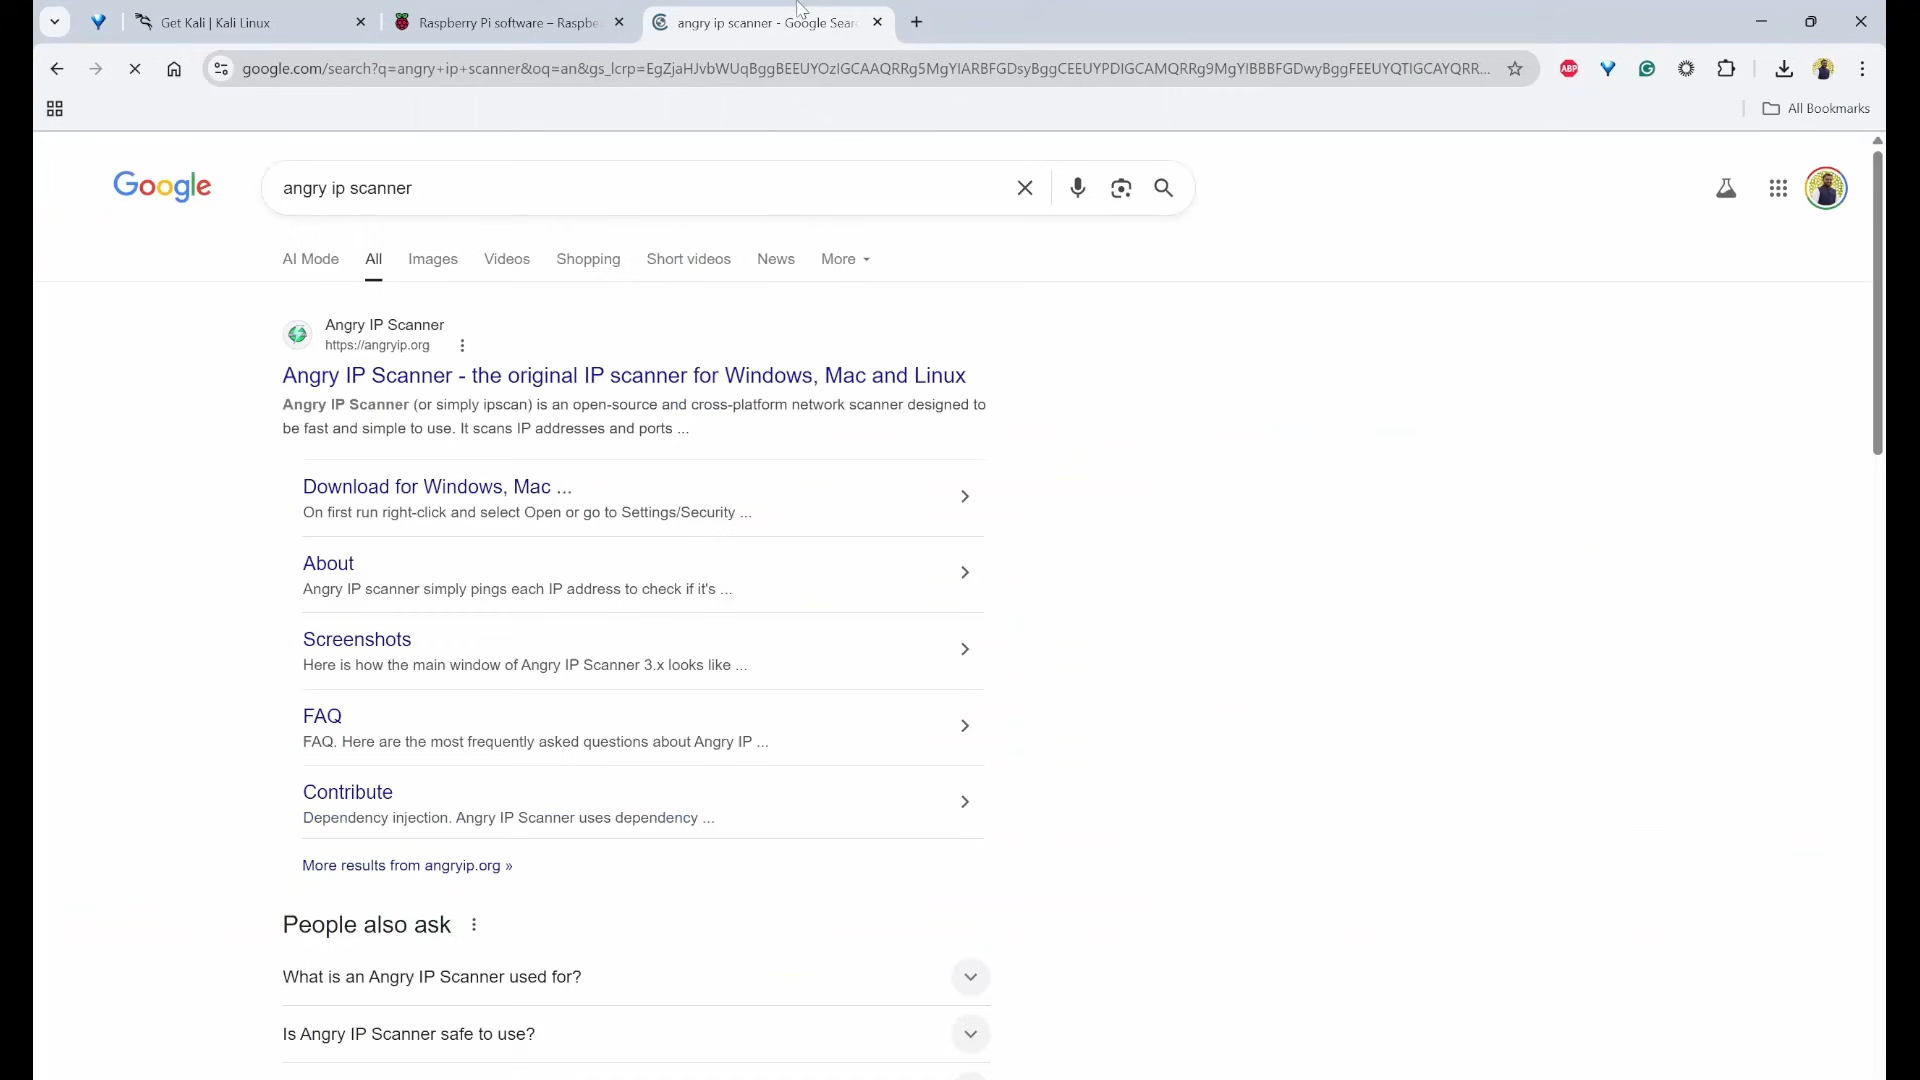 Get Kali | Kali Linux
Raspberry Pi software – Raspbe
angry ip scanner - Google Sear
google.com/search?q=angry+ip+scanner&oq=an&gs_lcrp=EgZjaHJvbWUqBggBEEUYOzIGCAAQRRg5MgYIARBFGDsyBggCEEUYPDIGCAMQRRg9MgYIBBBFGDwyBggFEEUYQTIGCAYQRR...
ABP
All Bookmarks
Google
angry ip scanner
AI Mode
All
Images
Videos
Shopping
Short videos
News
More
Angry IP Scanner
https://angryip.org
Angry IP Scanner - the original IP scanner for Windows, Mac and Linux
Angry IP Scanner (or simply ipscan) is an open-source and cross-platform network scanner designed to
be fast and simple to use. It scans IP addresses and ports ...
Download for Windows, Mac ...
On first run right-click and select Open or go to Settings/Security ...
About
Angry IP scanner simply pings each IP address to check if it's ...
Screenshots
Here is how the main window of Angry IP Scanner 3.x looks like ...
FAQ
FAQ. Here are the most frequently asked questions about Angry IP ...
Contribute
Dependency injection. Angry IP Scanner uses dependency ...
More results from angryip.org »
People also ask
What is an Angry IP Scanner used for?
Is Angry IP Scanner safe to use?